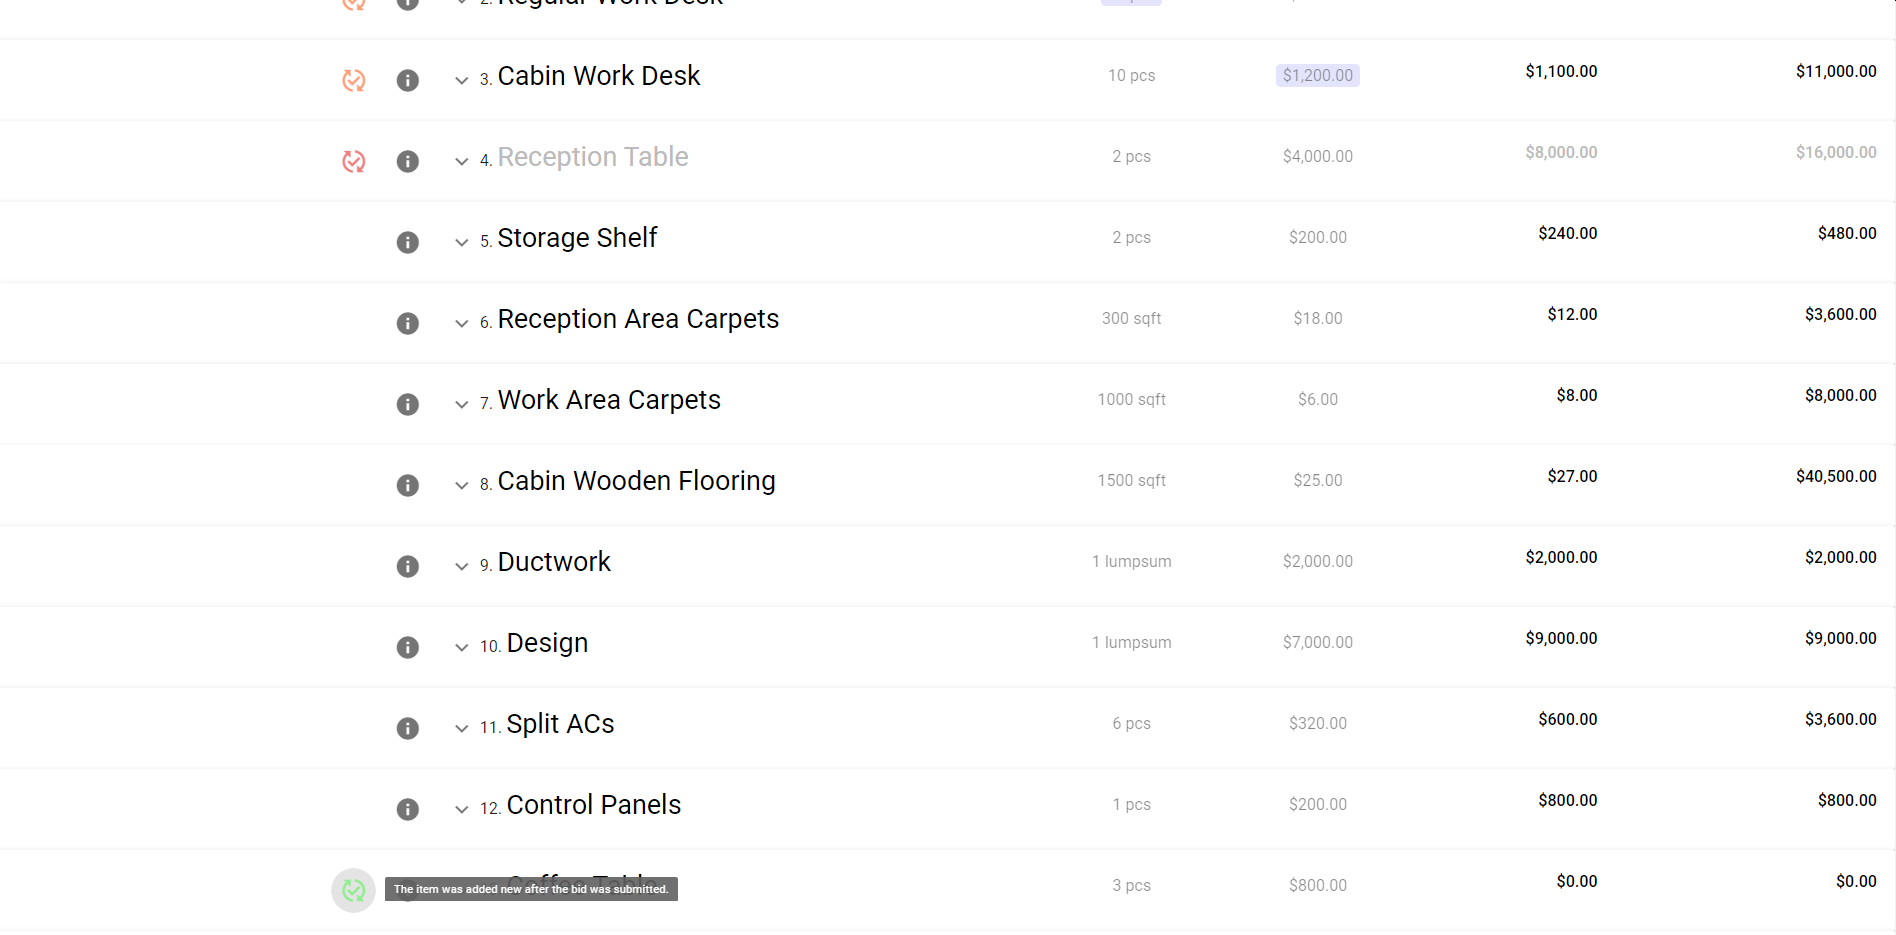 2. Regular Work Desk
3. Cabin Work Desk 10 pcs $1,200.00 $1,100.00 $11,000.00
4. Reception Table 2 pcs $4,000.00 $8,000.00 $16,000.00
5. Storage Shelf 2 pcs $200.00 $240.00 $480.00
6. Reception Area Carpets 300 sqft $18.00 $12.00 $3,600.00
7. Work Area Carpets 1000 sqft $6.00 $8.00 $8,000.00
8. Cabin Wooden Flooring 1500 sqft $25.00 $27.00 $40,500.00
9. Ductwork 1 lumpsum $2,000.00 $2,000.00 $2,000.00
10. Design 1 lumpsum $7,000.00 $9,000.00 $9,000.00
11. Split ACs 6 pcs $320.00 $600.00 $3,600.00
12. Control Panels 1 pcs $200.00 $800.00 $800.00
Coffee Table 3 pcs $800.00 $0.00 $0.00
The item was added new after the bid was submitted.